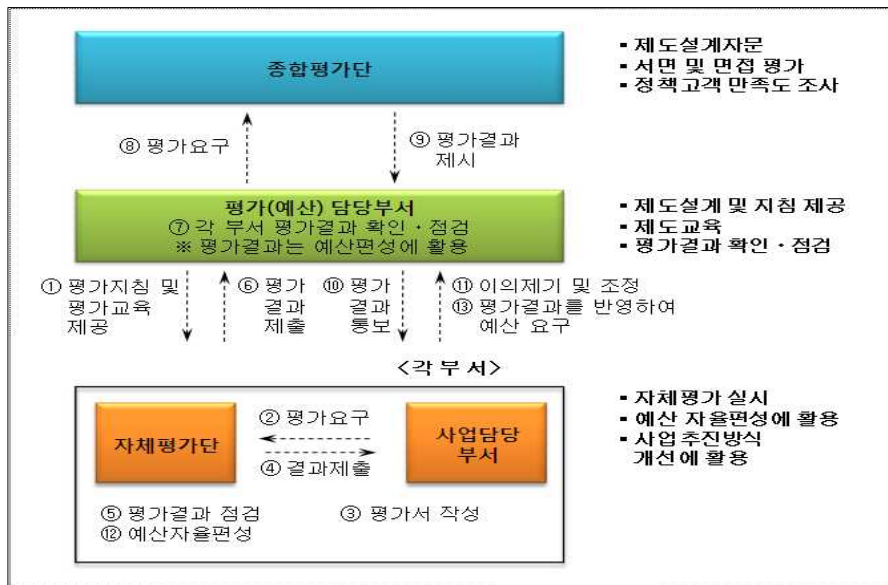 종합평가단
▪ 제도설계자문
▪ 서면 및 면접 평가
▪ 정책고객 만족도 조사
⑧ 평가요구
⑨ 평가결과
제시
평가(예산) 담당부서
⑦ 각 부서 평가결과 확인·점검
※ 평가결과는 예산편성에 활용
▪ 제도설계 및 지침 제공
▪ 제도교육
▪ 평가결과 확인·점검
① 평가지침 및
평가교육
제공
⑥ 평가
결과
제출
⑩ 평가
결과
통보
⑪ 이의제기 및 조정
⑬ 평가결과를 반영하여
예산 요구
<각 부서>
자체평가단
② 평가요구
④ 결과제출
사업담당
부서
⑤ 평가결과 점검
③ 평가서 작성
⑫ 예산자율편성
▪ 자체평가 실시
▪ 예산 자율편성에 활용
▪ 사업 추진방식
개선에 활용